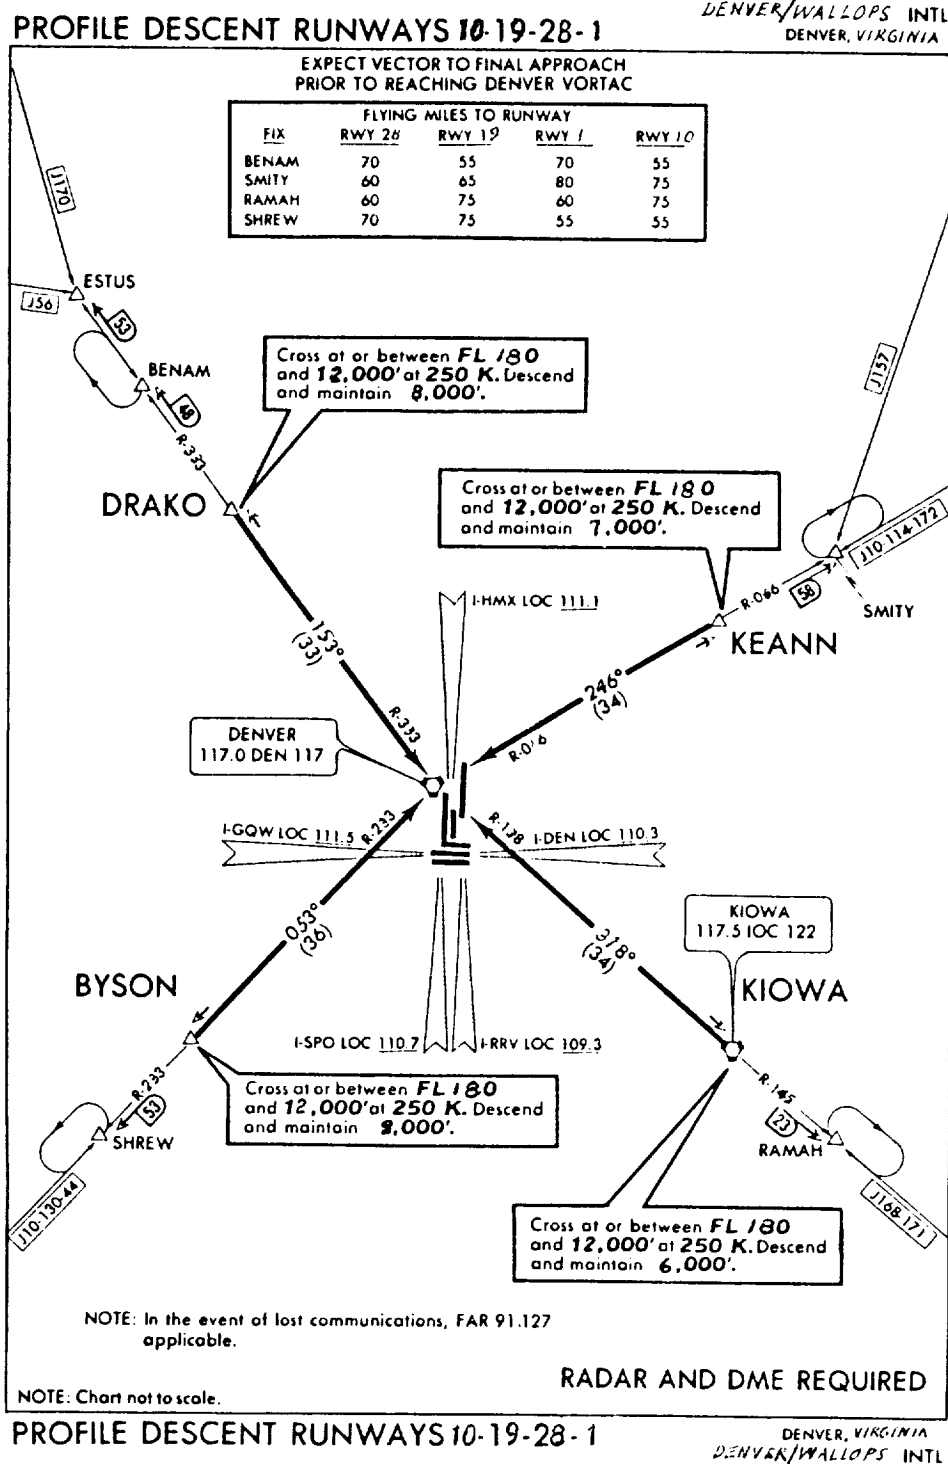 PROFILE DESCENT RUNWAYS 10-19-28-1
DENVER/WALLOPS INTL
DENVER, VIRGINIA
EXPECT VECTOR TO FINAL APPROACH
PRIOR TO REACHING DENVER VORTAC
FLYING MILES TO RUNWAY
FIX RWY 28 RWY 19 RWY 1 RWY 10
BENAM 70 55 70 55
SMITY 60 65 80 75
RAMAH 60 75 60 75
SHREW 70 75 55 55
J170
ESTUS
J56
53
BENAM
48
R-333
Cross at or between FL 180
and 12,000' at 250 K. Descend
and maintain 8,000'.
J157
DRAKO
Cross at or between FL 180
and 12,000' at 250 K. Descend
and maintain 7,000'.
J10-114-172
R-066
58
SMITY
I-HMX LOC 111.1
KEANN
153°
(33)
246°
(34)
R-333
DENVER
117.0 DEN 117
I-GQW LOC 111.5
R-233
I-DEN LOC 110.3
053°
(36)
318°
(34)
KIOWA
117.5 IOC 122
BYSON
KIOWA
I-SPO LOC 110.7
I-RRV LOC 109.3
R-233
53
SHREW
J10-130-44
Cross at or between FL 180
and 12,000' at 250 K. Descend
and maintain 8,000'.
R-145
23
RAMAH
J168-171
Cross at or between FL 180
and 12,000' at 250 K. Descend
and maintain 6,000'.
NOTE: In the event of lost communications, FAR 91.127
applicable.
RADAR AND DME REQUIRED
NOTE: Chart not to scale.
PROFILE DESCENT RUNWAYS 10-19-28-1
DENVER, VIRGINIA
DENVER/WALLOPS INTL